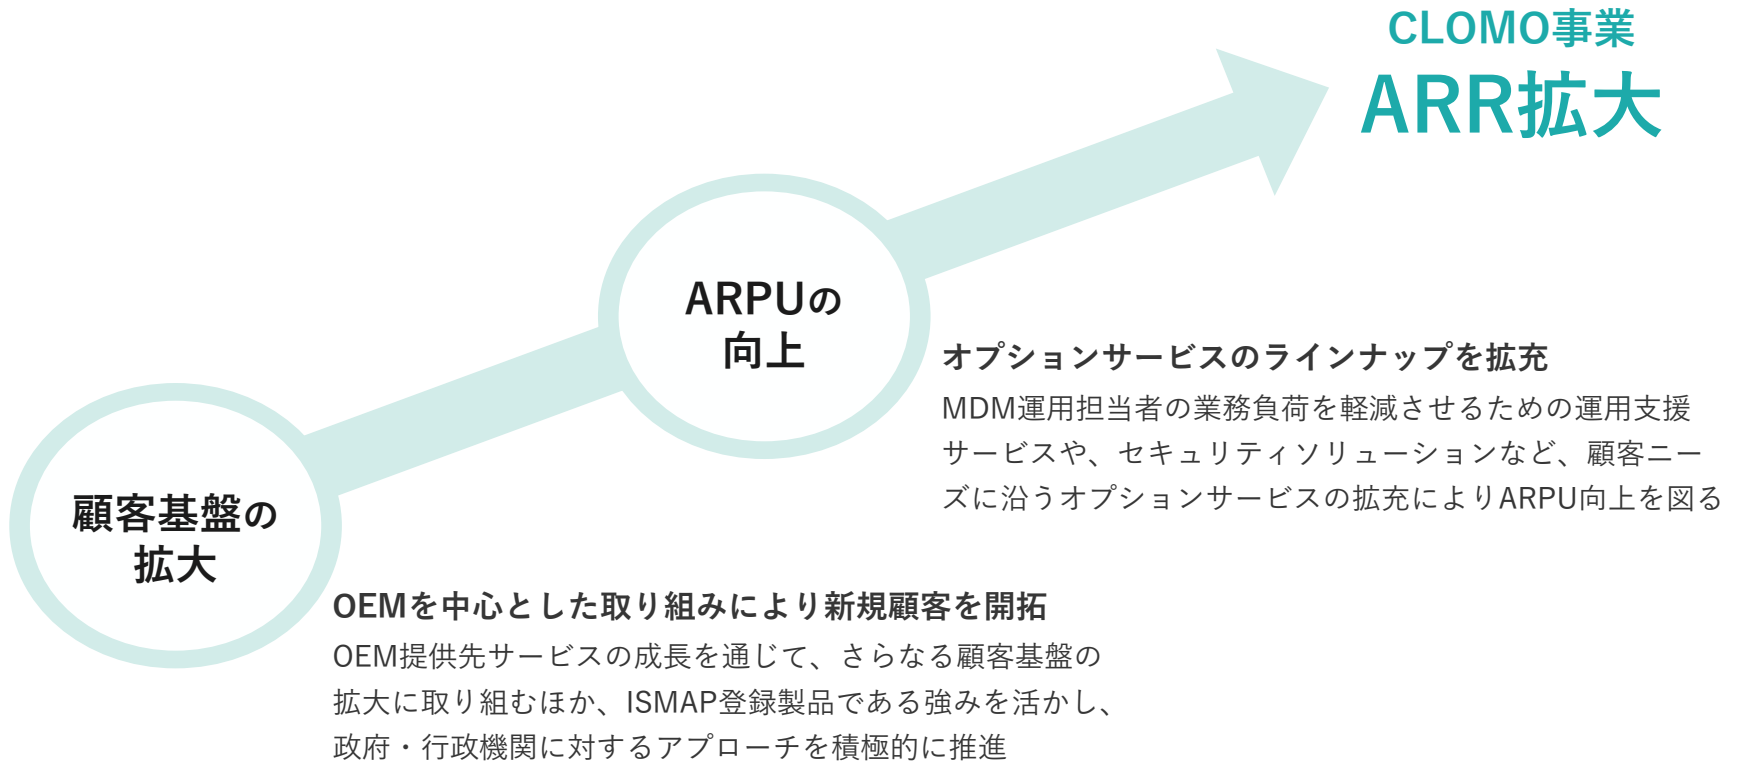 CLOMO事業
ARR拡大
ARPUの
向上
オプションサービスのラインナップを拡充
MDM運用担当者の業務負荷を軽減させるための運用支援
サービスや、セキュリティソリューションなど、顧客ニー
ズに沿うオプションサービスの拡充によりARPU向上を図る
顧客基盤の
拡大
OEMを中心とした取り組みにより新規顧客を開拓
OEM提供先サービスの成長を通じて、さらなる顧客基盤の
拡大に取り組むほか、ISMAP登録製品である強みを活かし、
政府・行政機関に対するアプローチを積極的に推進